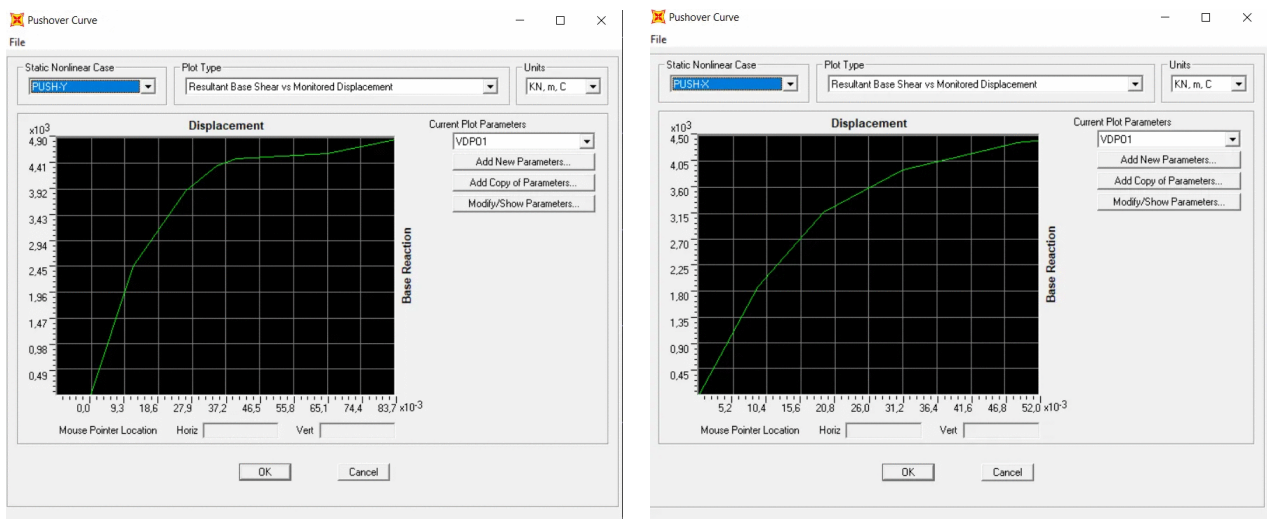 Pushover Curve
File
Static Nonlinear Case
PUSH-Y
Plot Type
Resultant Base Shear vs Monitored Displacement
Units
KN, m, C
Displacement
x10³
4,90
4,41
3,92
3,43
2,94
2,45
1,96
1,47
0,98
0,49
Base Reaction
0,0 9,3 18,6 27,9 37,2 46,5 55,8 65,1 74,4 83,7 x10-³
Current Plot Parameters
VDPO1
Add New Parameters...
Add Copy of Parameters...
Modify/Show Parameters...
Mouse Pointer Location Horiz Vert
OK Cancel
Pushover Curve
File
Static Nonlinear Case
PUSH-X
Plot Type
Resultant Base Shear vs Monitored Displacement
Units
KN, m, C
Displacement
x10³
4,50
4,05
3,60
3,15
2,70
2,25
1,80
1,35
0,90
0,45
Base Reaction
5,2 10,4 15,6 20,8 26,0 31,2 36,4 41,6 46,8 52,0 x10-³
Current Plot Parameters
VDPO1
Add New Parameters...
Add Copy of Parameters...
Modify/Show Parameters...
Mouse Pointer Location Horiz Vert
OK Cancel